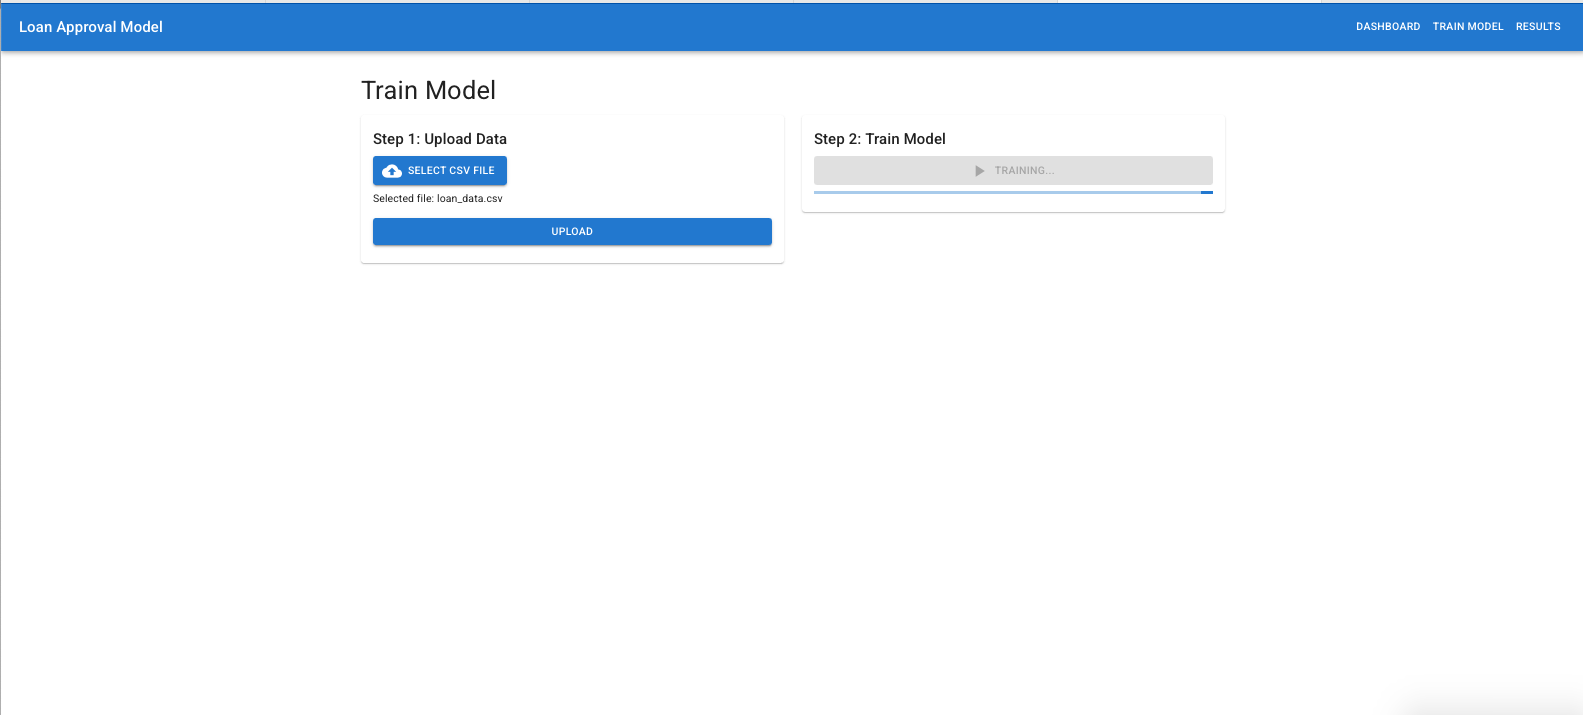 Loan Approval Model
DASHBOARD TRAIN MODEL RESULTS
Train Model
Step 1: Upload Data
SELECT CSV FILE
Selected file: loan_data.csv
UPLOAD
Step 2: Train Model
TRAINING...